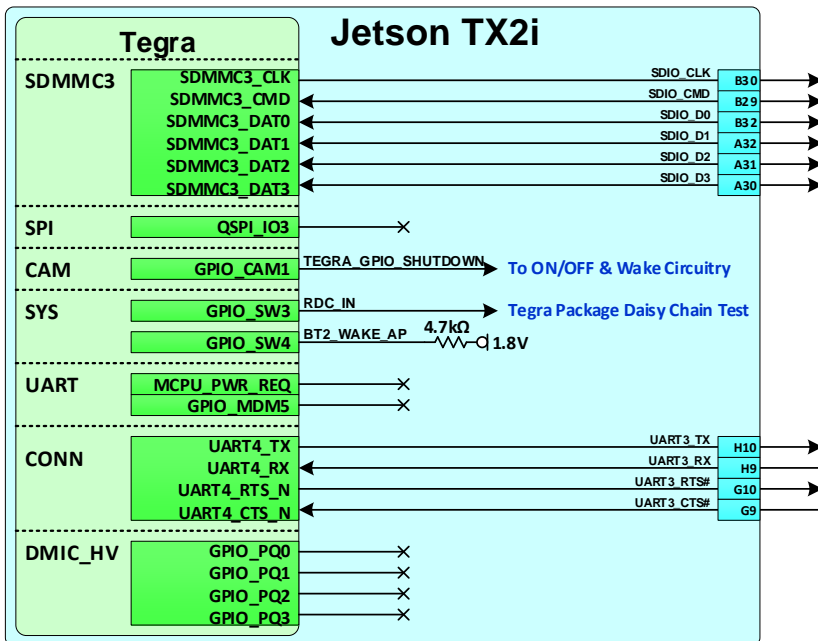 Jetson TX2i
Tegra
SDMMC3
SDMMC3_CLK SDIO_CLK B30
SDMMC3_CMD SDIO_CMD B29
SDMMC3_DAT0 SDIO_D0 B32
SDMMC3_DAT1 SDIO_D1 A32
SDMMC3_DAT2 SDIO_D2 A31
SDMMC3_DAT3 SDIO_D3 A30
SPI QSPI_IO3
CAM GPIO_CAM1 TEGRA_GPIO_SHUTDOWN To ON/OFF & Wake Circuitry
SYS GPIO_SW3 RDC_IN Tegra Package Daisy Chain Test
GPIO_SW4 BT2_WAKE_AP 4.7kΩ 1.8V
UART MCPU_PWR_REQ
GPIO_MDM5
CONN
UART4_TX UART3_TX H10
UART4_RX UART3_RX H9
UART4_RTS_N UART3_RTS# G10
UART4_CTS_N UART3_CTS# G9
DMIC_HV GPIO_PQ0
GPIO_PQ1
GPIO_PQ2
GPIO_PQ3